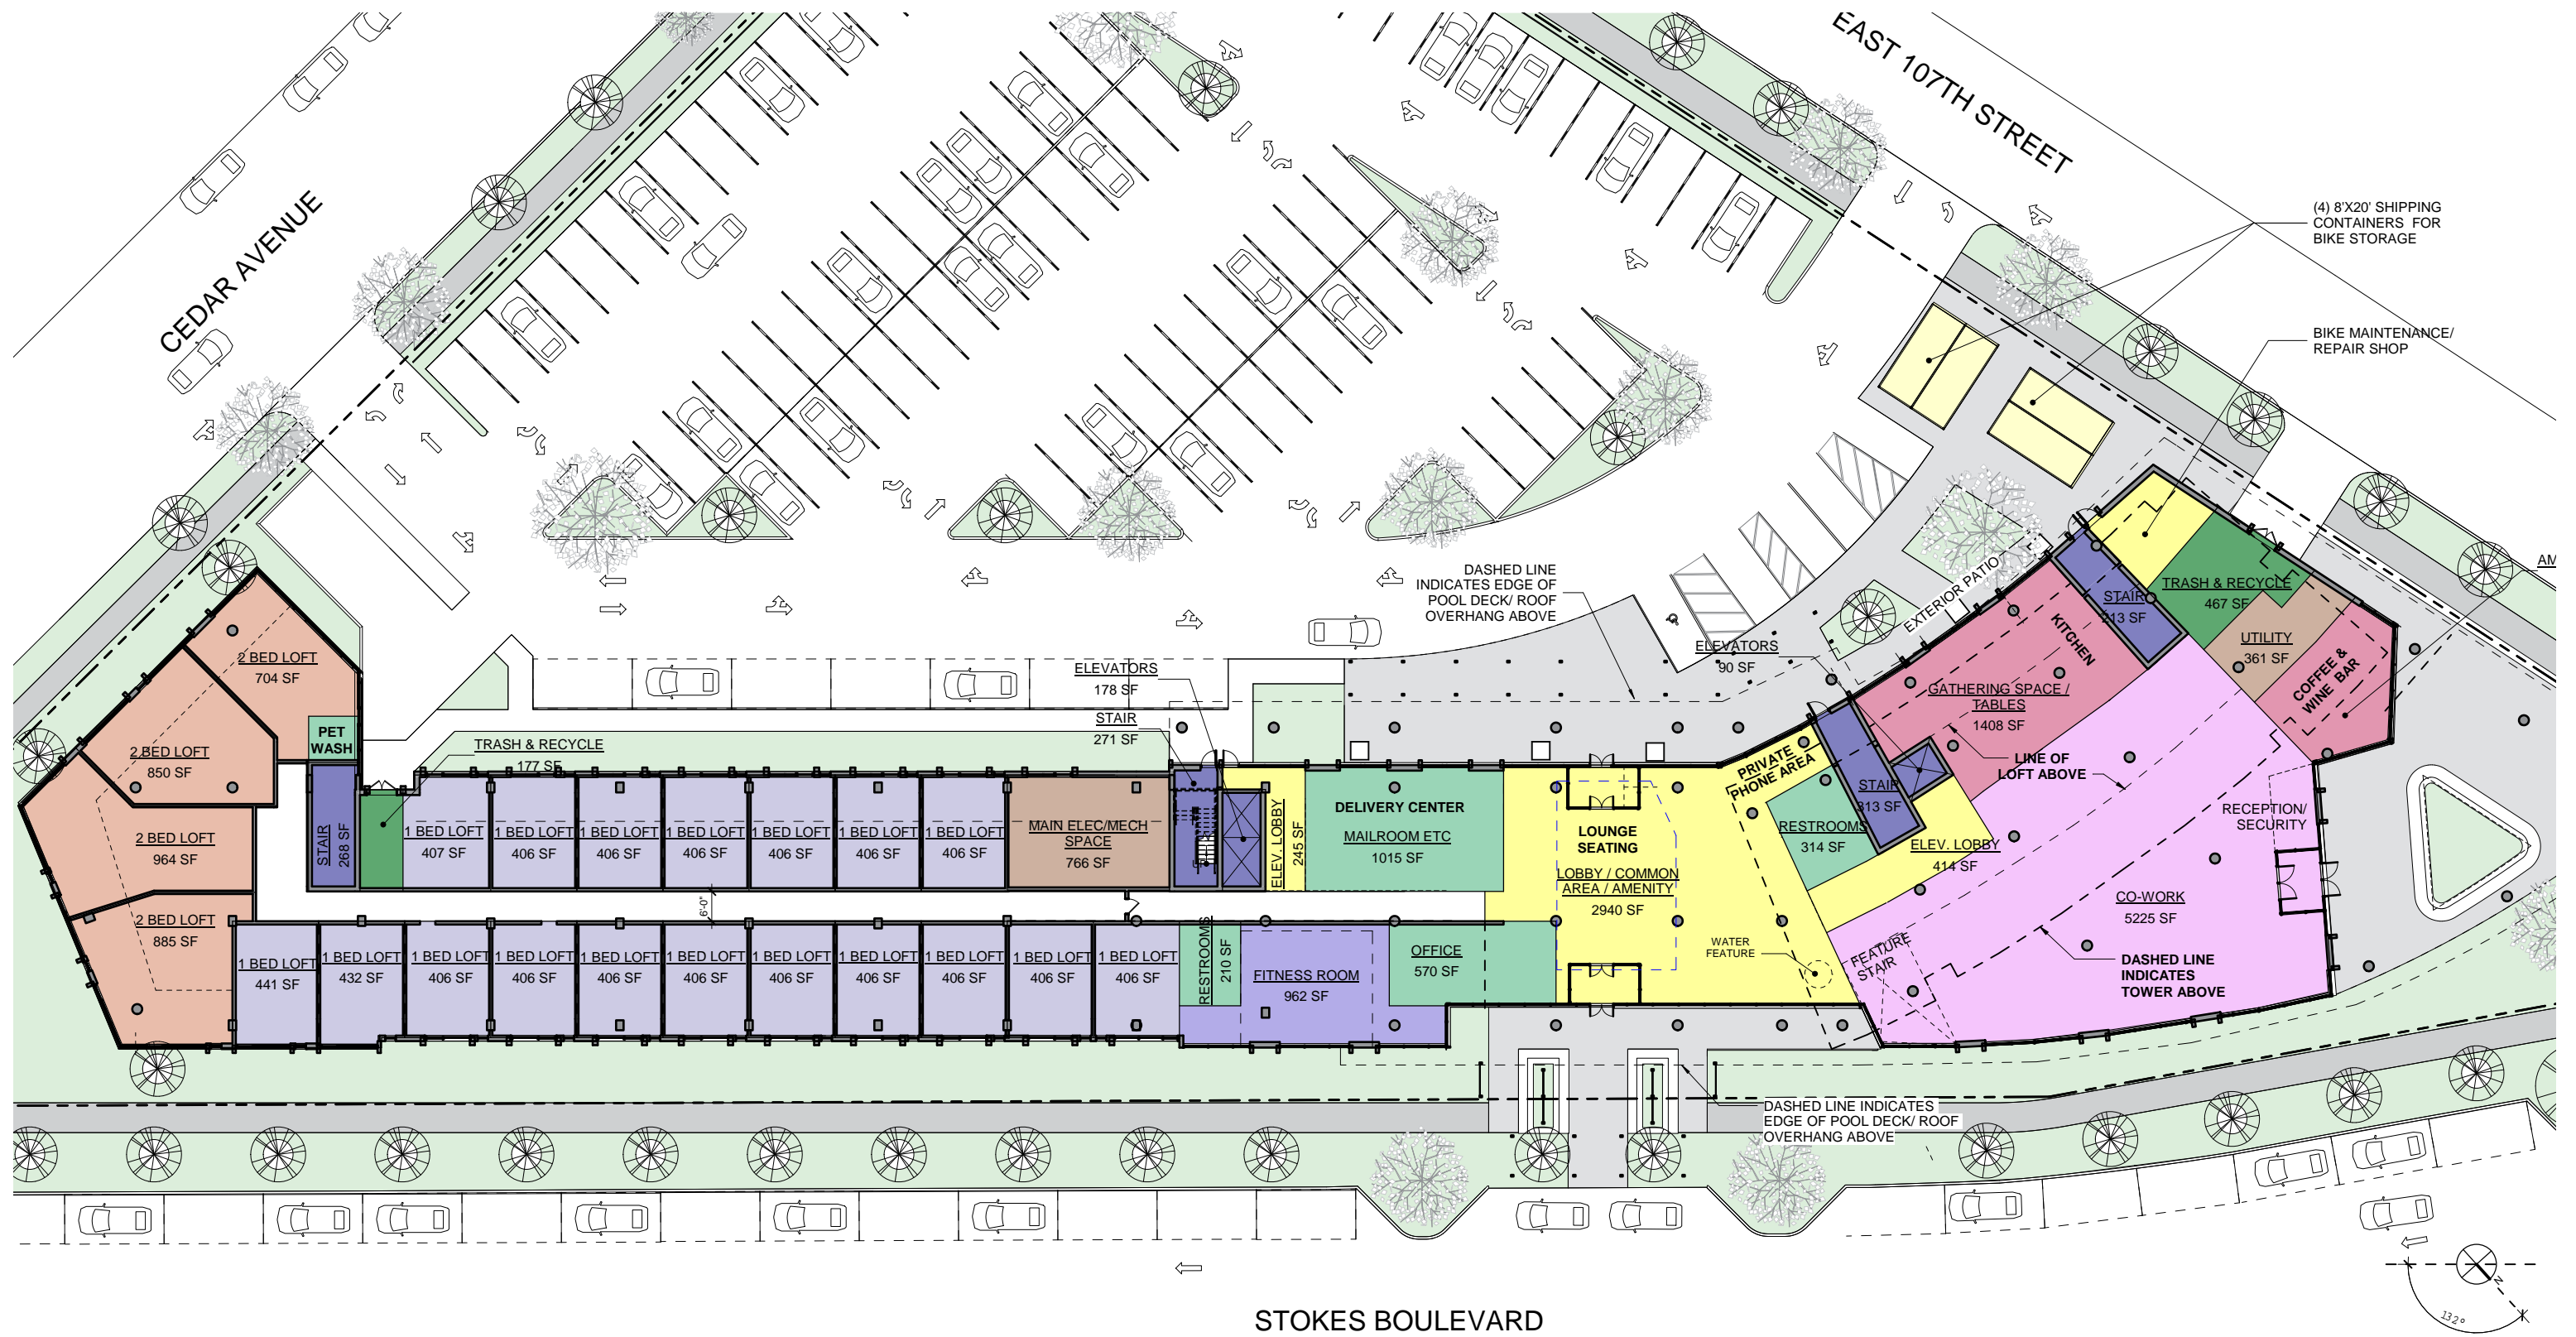 EAST 107TH STREET
CEDAR AVENUE
(4) 8'X20' SHIPPING
CONTAINERS FOR
BIKE STORAGE
BIKE MAINTENANCE/
REPAIR SHOP
AM
DASHED LINE
INDICATES EDGE OF
POOL DECK/ ROOF
OVERHANG ABOVE
EXTERIOR PATIO
ELEVATORS
90 SF
KITCHEN
STAIR
213 SF
TRASH & RECYCLE
467 SF
UTILITY
361 SF
COFFEE &
WINE BAR
GATHERING SPACE /
TABLES
1408 SF
LINE OF
LOFT ABOVE
2 BED LOFT
704 SF
PET
WASH
2 BED LOFT
850 SF
2 BED LOFT
964 SF
2 BED LOFT
885 SF
STAIR
268 SF
TRASH & RECYCLE
177 SF
ELEVATORS
178 SF
STAIR
271 SF
1 BED LOFT
407 SF
1 BED LOFT
406 SF
1 BED LOFT
406 SF
1 BED LOFT
406 SF
1 BED LOFT
406 SF
1 BED LOFT
406 SF
1 BED LOFT
406 SF
MAIN ELEC/MECH
SPACE
766 SF
UP
ELEV. LOBBY
245 SF
DELIVERY CENTER
MAILROOM ETC
1015 SF
LOUNGE
SEATING
LOBBY / COMMON
AREA / AMENITY
2940 SF
PRIVATE
PHONE AREA
RESTROOMS
314 SF
STAIR
313 SF
ELEV. LOBBY
414 SF
RECEPTION/
SECURITY
CO-WORK
5225 SF
6'-0"
1 BED LOFT
441 SF
1 BED LOFT
432 SF
1 BED LOFT
406 SF
1 BED LOFT
406 SF
1 BED LOFT
406 SF
1 BED LOFT
406 SF
1 BED LOFT
406 SF
1 BED LOFT
406 SF
1 BED LOFT
406 SF
1 BED LOFT
406 SF
1 BED LOFT
406 SF
RESTROOMS
210 SF
FITNESS ROOM
962 SF
OFFICE
570 SF
WATER
FEATURE
FEATURE
STAIR
DASHED LINE
INDICATES
TOWER ABOVE
DASHED LINE INDICATES
EDGE OF POOL DECK/ ROOF
OVERHANG ABOVE
N
132°
STOKES BOULEVARD